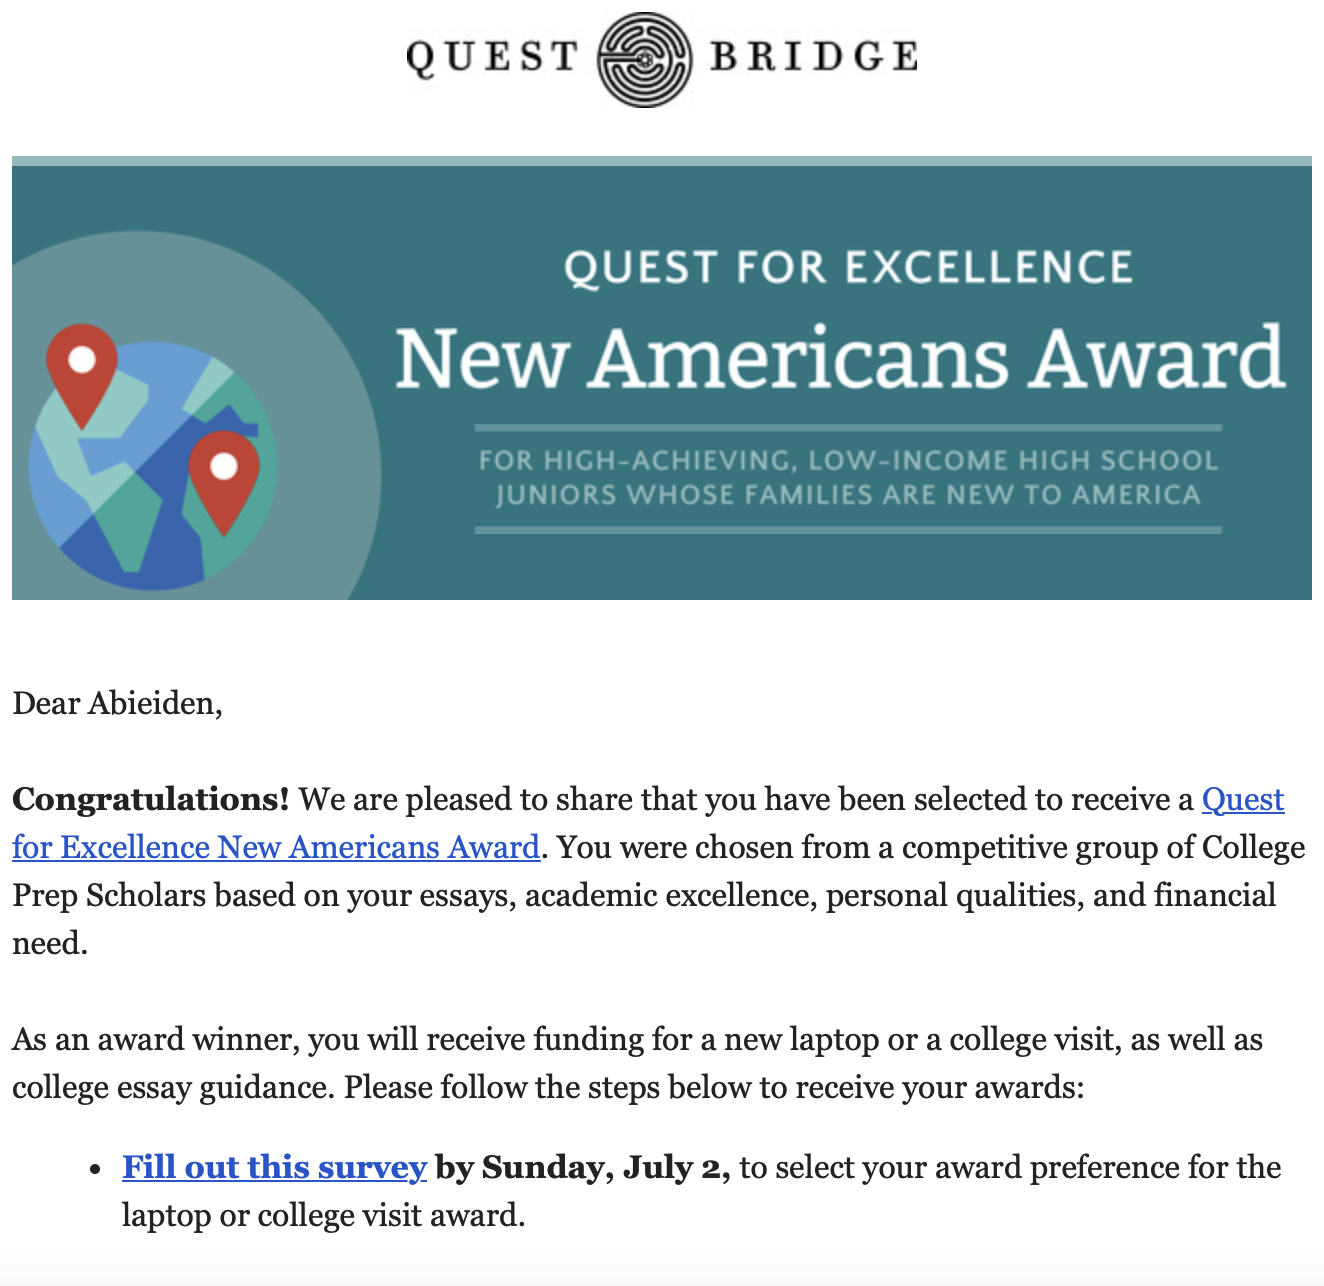 QUEST BRIDGE
QUEST FOR EXCELLENCE
New Americans Award
FOR HIGH-ACHIEVING, LOW-INCOME HIGH SCHOOL
JUNIORS WHOSE FAMILIES ARE NEW TO AMERICA
Dear Abieiden,
Congratulations! We are pleased to share that you have been selected to receive a Quest
for Excellence New Americans Award. You were chosen from a competitive group of College
Prep Scholars based on your essays, academic excellence, personal qualities, and financial
need.
As an award winner, you will receive funding for a new laptop or a college visit, as well as
college essay guidance. Please follow the steps below to receive your awards:
• Fill out this survey by Sunday, July 2, to select your award preference for the
laptop or college visit award.